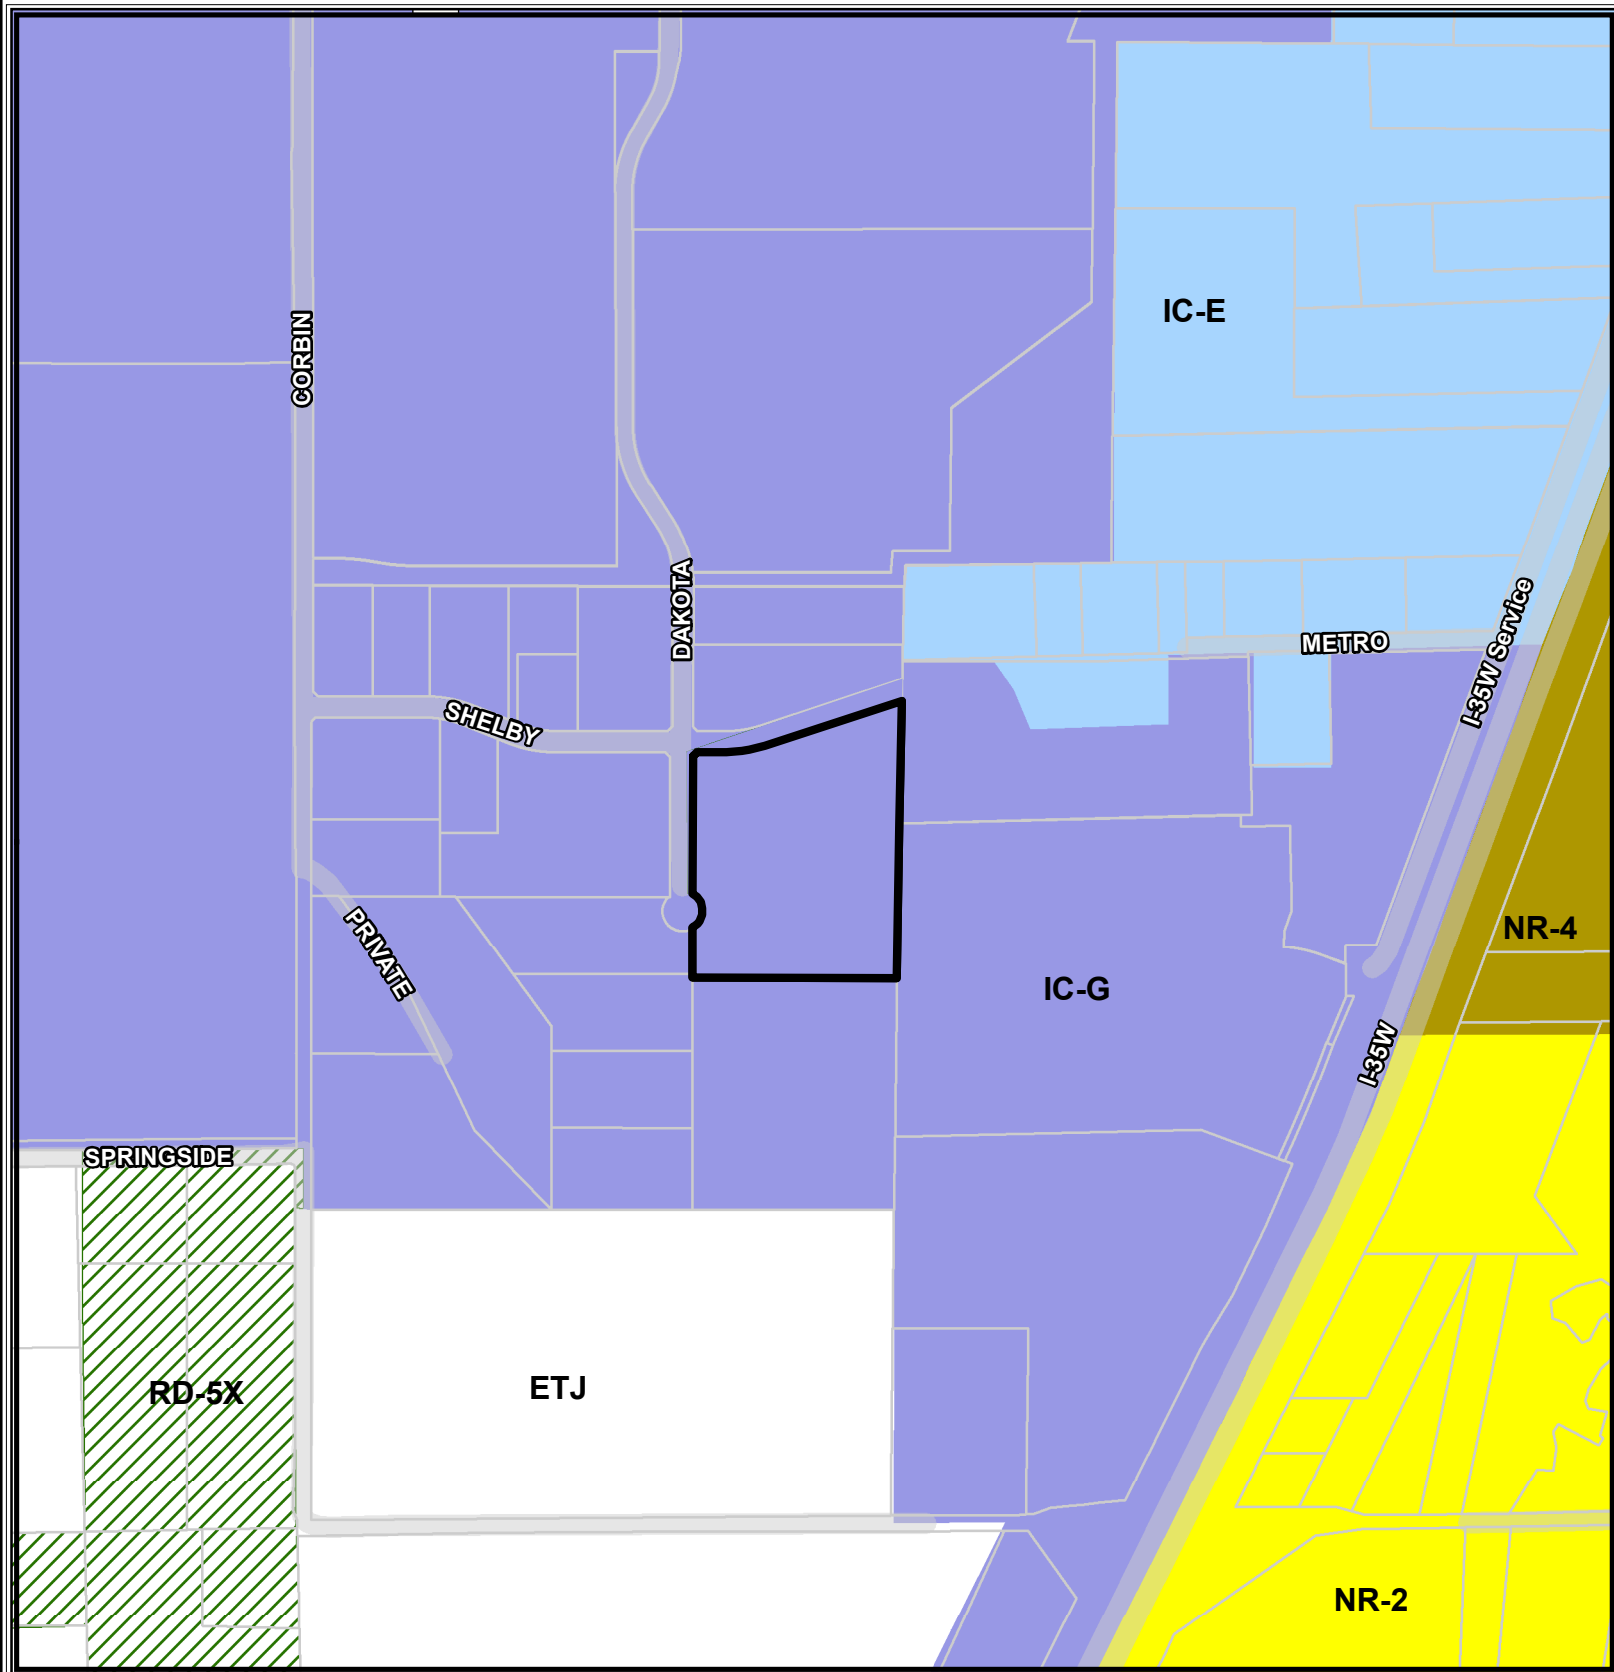 IC-E
CORBIN
DAKOTA
METRO
I-35W Service
SHELBY
NR-4
PRIVATE
IC-G
I-35W
SPRINGSIDE
RD-5X
ETJ
NR-2